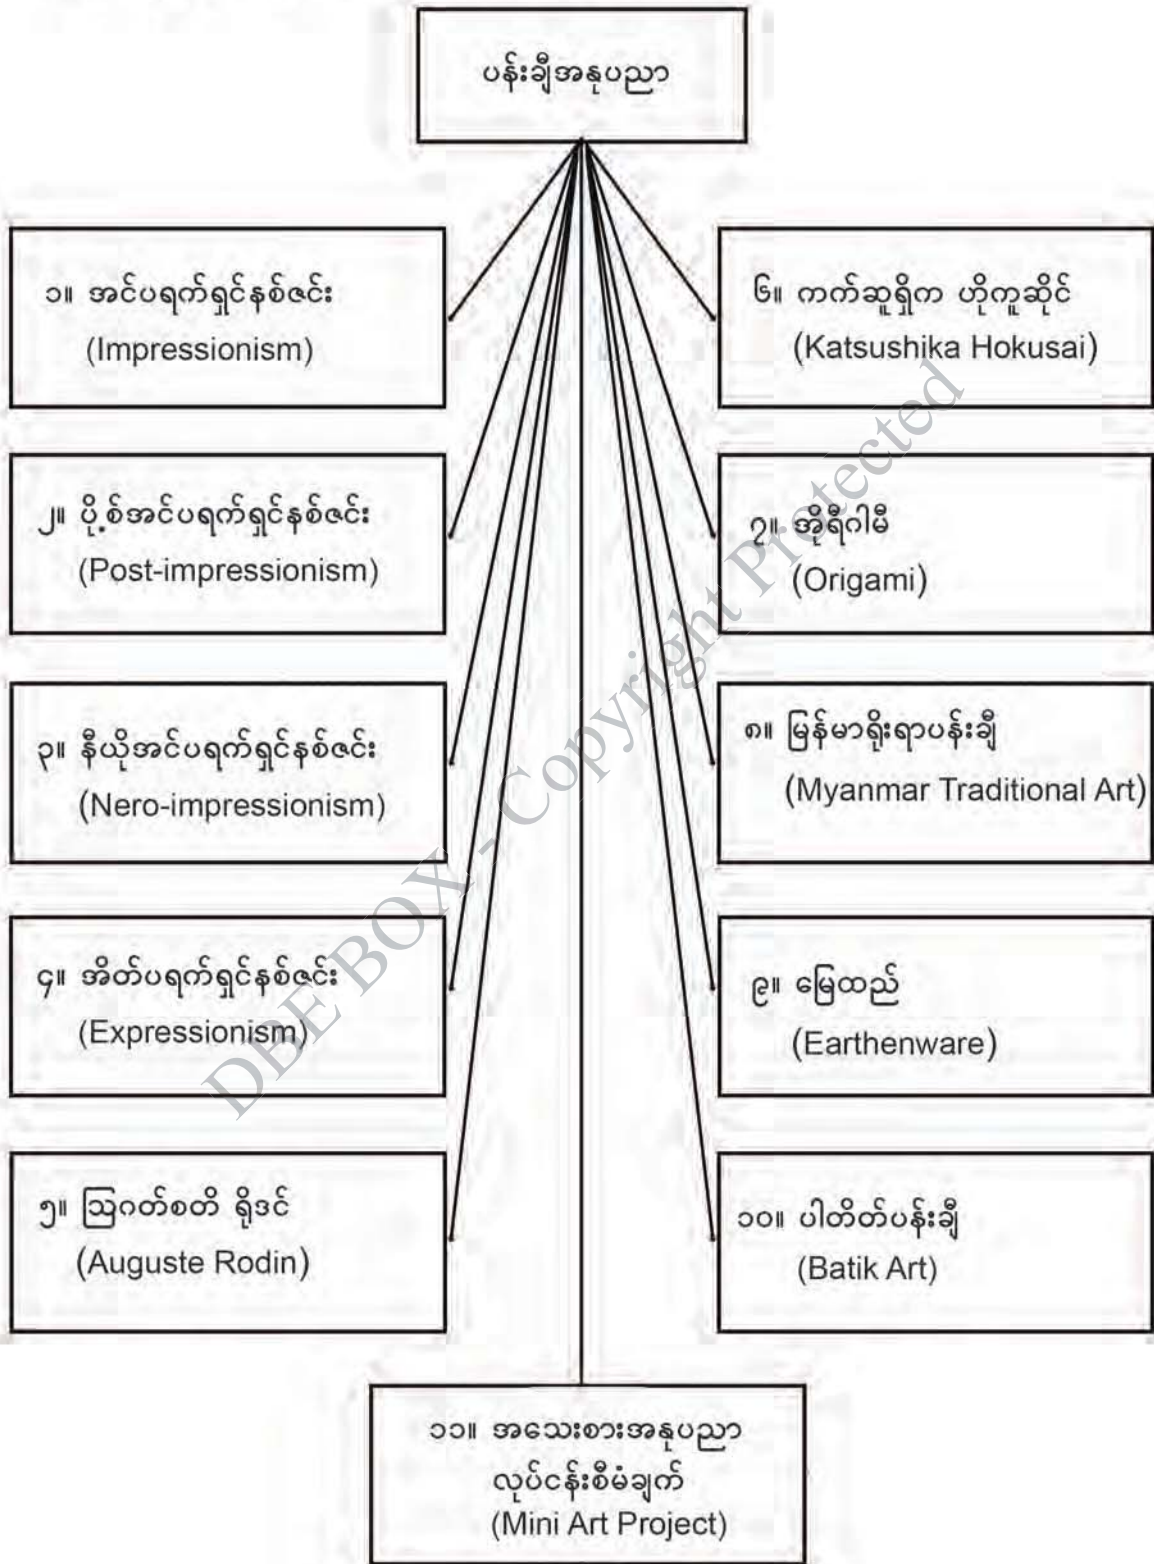 ပန်းချီအနုပညာ
၁။ အင်ပရက်ရှင်နစ်ဇင်း
(Impressionism)
၂။ ပို့စ်အင်ပရက်ရှင်နစ်ဇင်း
(Post-impressionism)
၃။ နီယိုအင်ပရက်ရှင်နစ်ဇင်း
(Nero-impressionism)
၄။ အိတ်ပရက်ရှင်နစ်ဇင်း
(Expressionism)
၅။ ဩဂတ်စတိ ရိုဒင်
(Auguste Rodin)
၆။ ကက်ဆူရှိက ဟိုကူဆိုင်
(Katsushika Hokusai)
၇။ အိုရီဂါမီ
(Origami)
၈။ မြန်မာရိုးရာပန်းချီ
(Myanmar Traditional Art)
၉။ မြေထည်
(Earthenware)
၁၀။ ပါတိတ်ပန်းချီ
(Batik Art)
၁၁။ အသေးစားအနုပညာ
လုပ်ငန်းစီမံချက်
(Mini Art Project)
DBE BOX - Copyright Protected